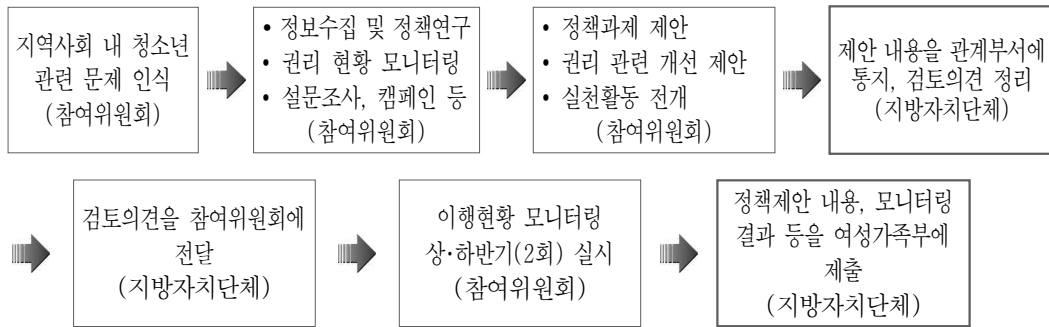 지역사회 내 청소년
관련 문제 인식
(참여위원회)
• 정보수집 및 정책연구
• 권리 현황 모니터링
• 설문조사, 캠페인 등
(참여위원회)
• 정책과제 제안
• 권리 관련 개선 제안
• 실천활동 전개
(참여위원회)
제안 내용을 관계부서에
통지, 검토의견 정리
(지방자치단체)
검토의견을 참여위원회에
전달
(지방자치단체)
이행현황 모니터링
상·하반기(2회) 실시
(참여위원회)
정책제안 내용, 모니터링
결과 등을 여성가족부에
제출
(지방자치단체)